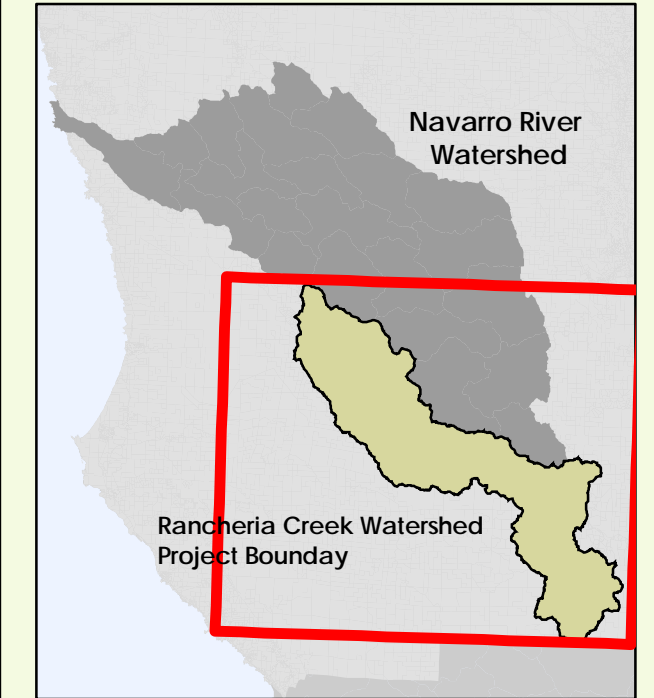 Navarro River
Watershed
Rancheria Creek Watershed
Project Bounday